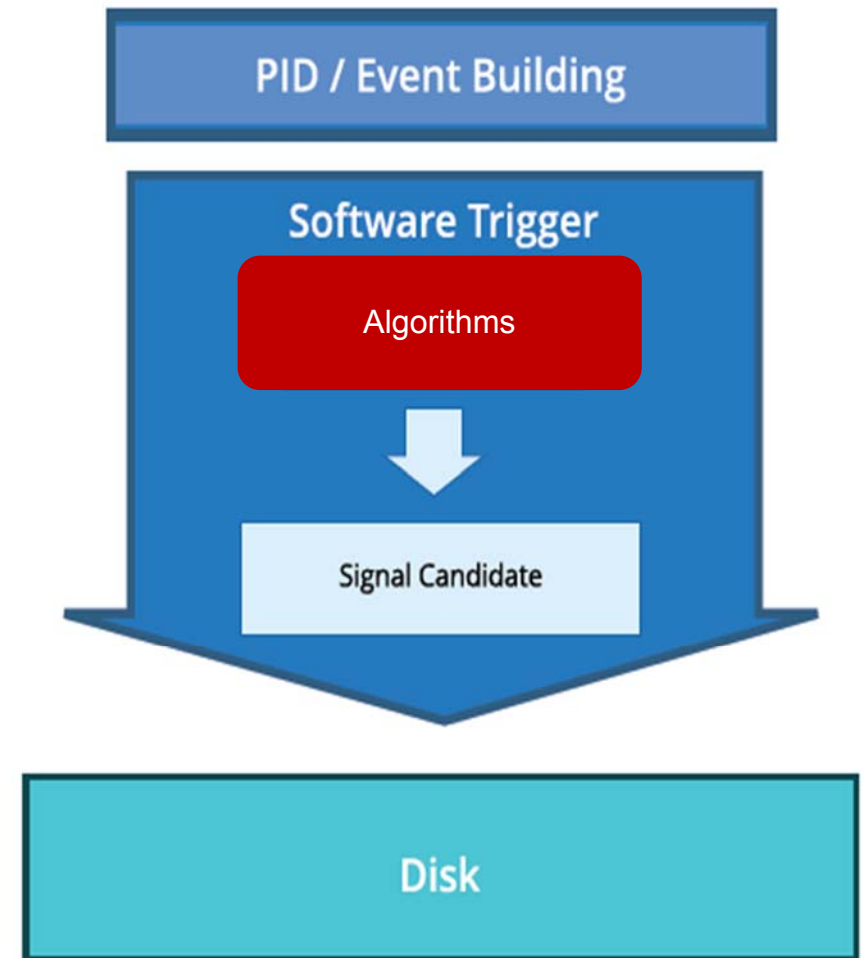 PID / Event Building
Software Trigger
Algorithms
Signal Candidate
Disk